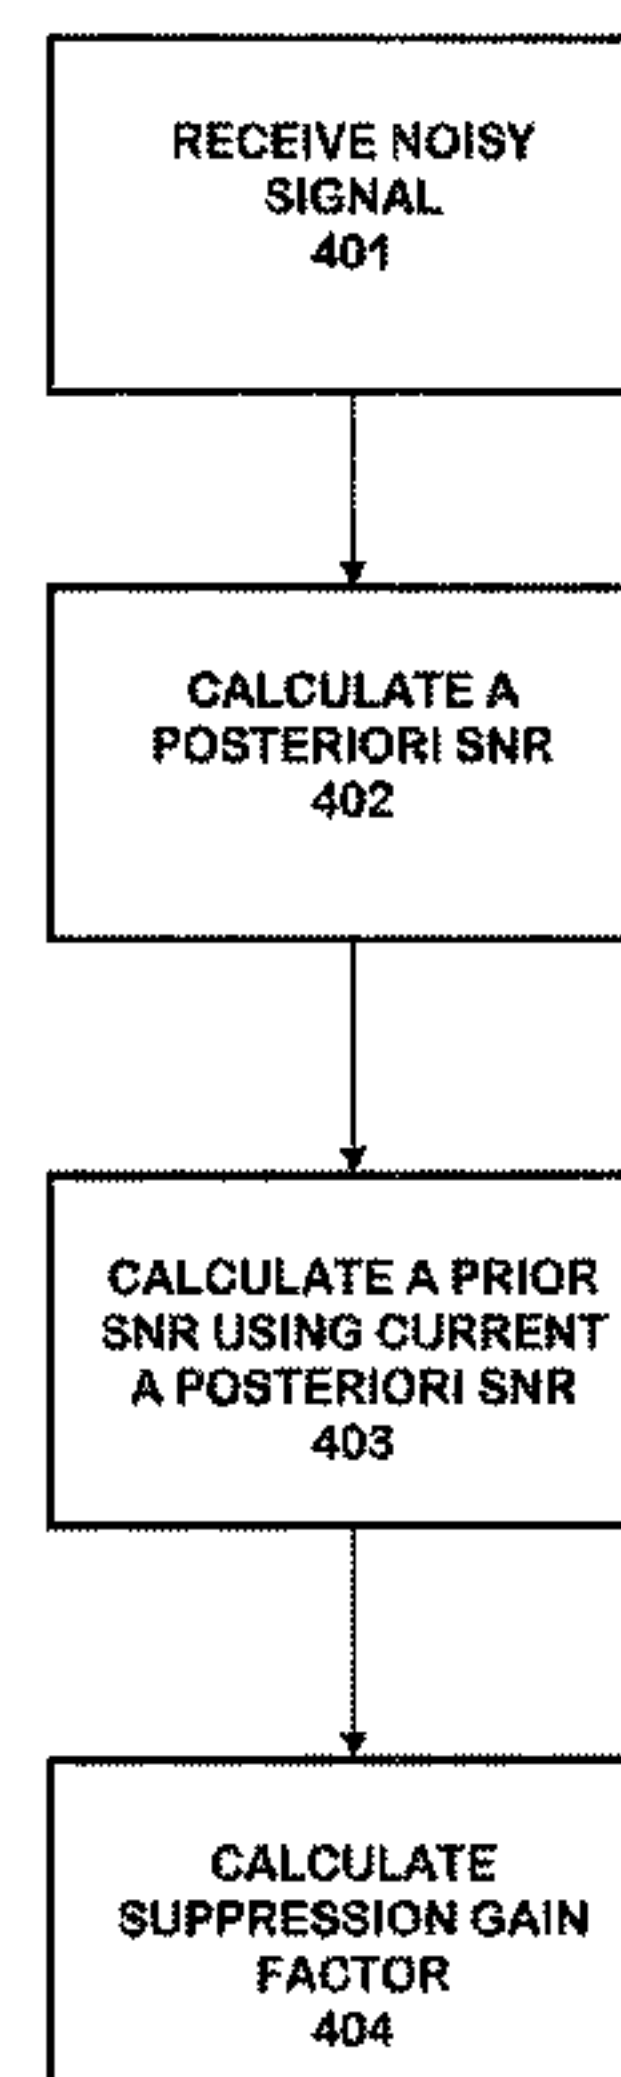 RECEIVE NOISY
SIGNAL
401
CALCULATE A
POSTERIORI SNR
402
CALCULATE A PRIOR
SNR USING CURRENT
A POSTERIORI SNR
403
CALCULATE
SUPPRESSION GAIN
FACTOR
404